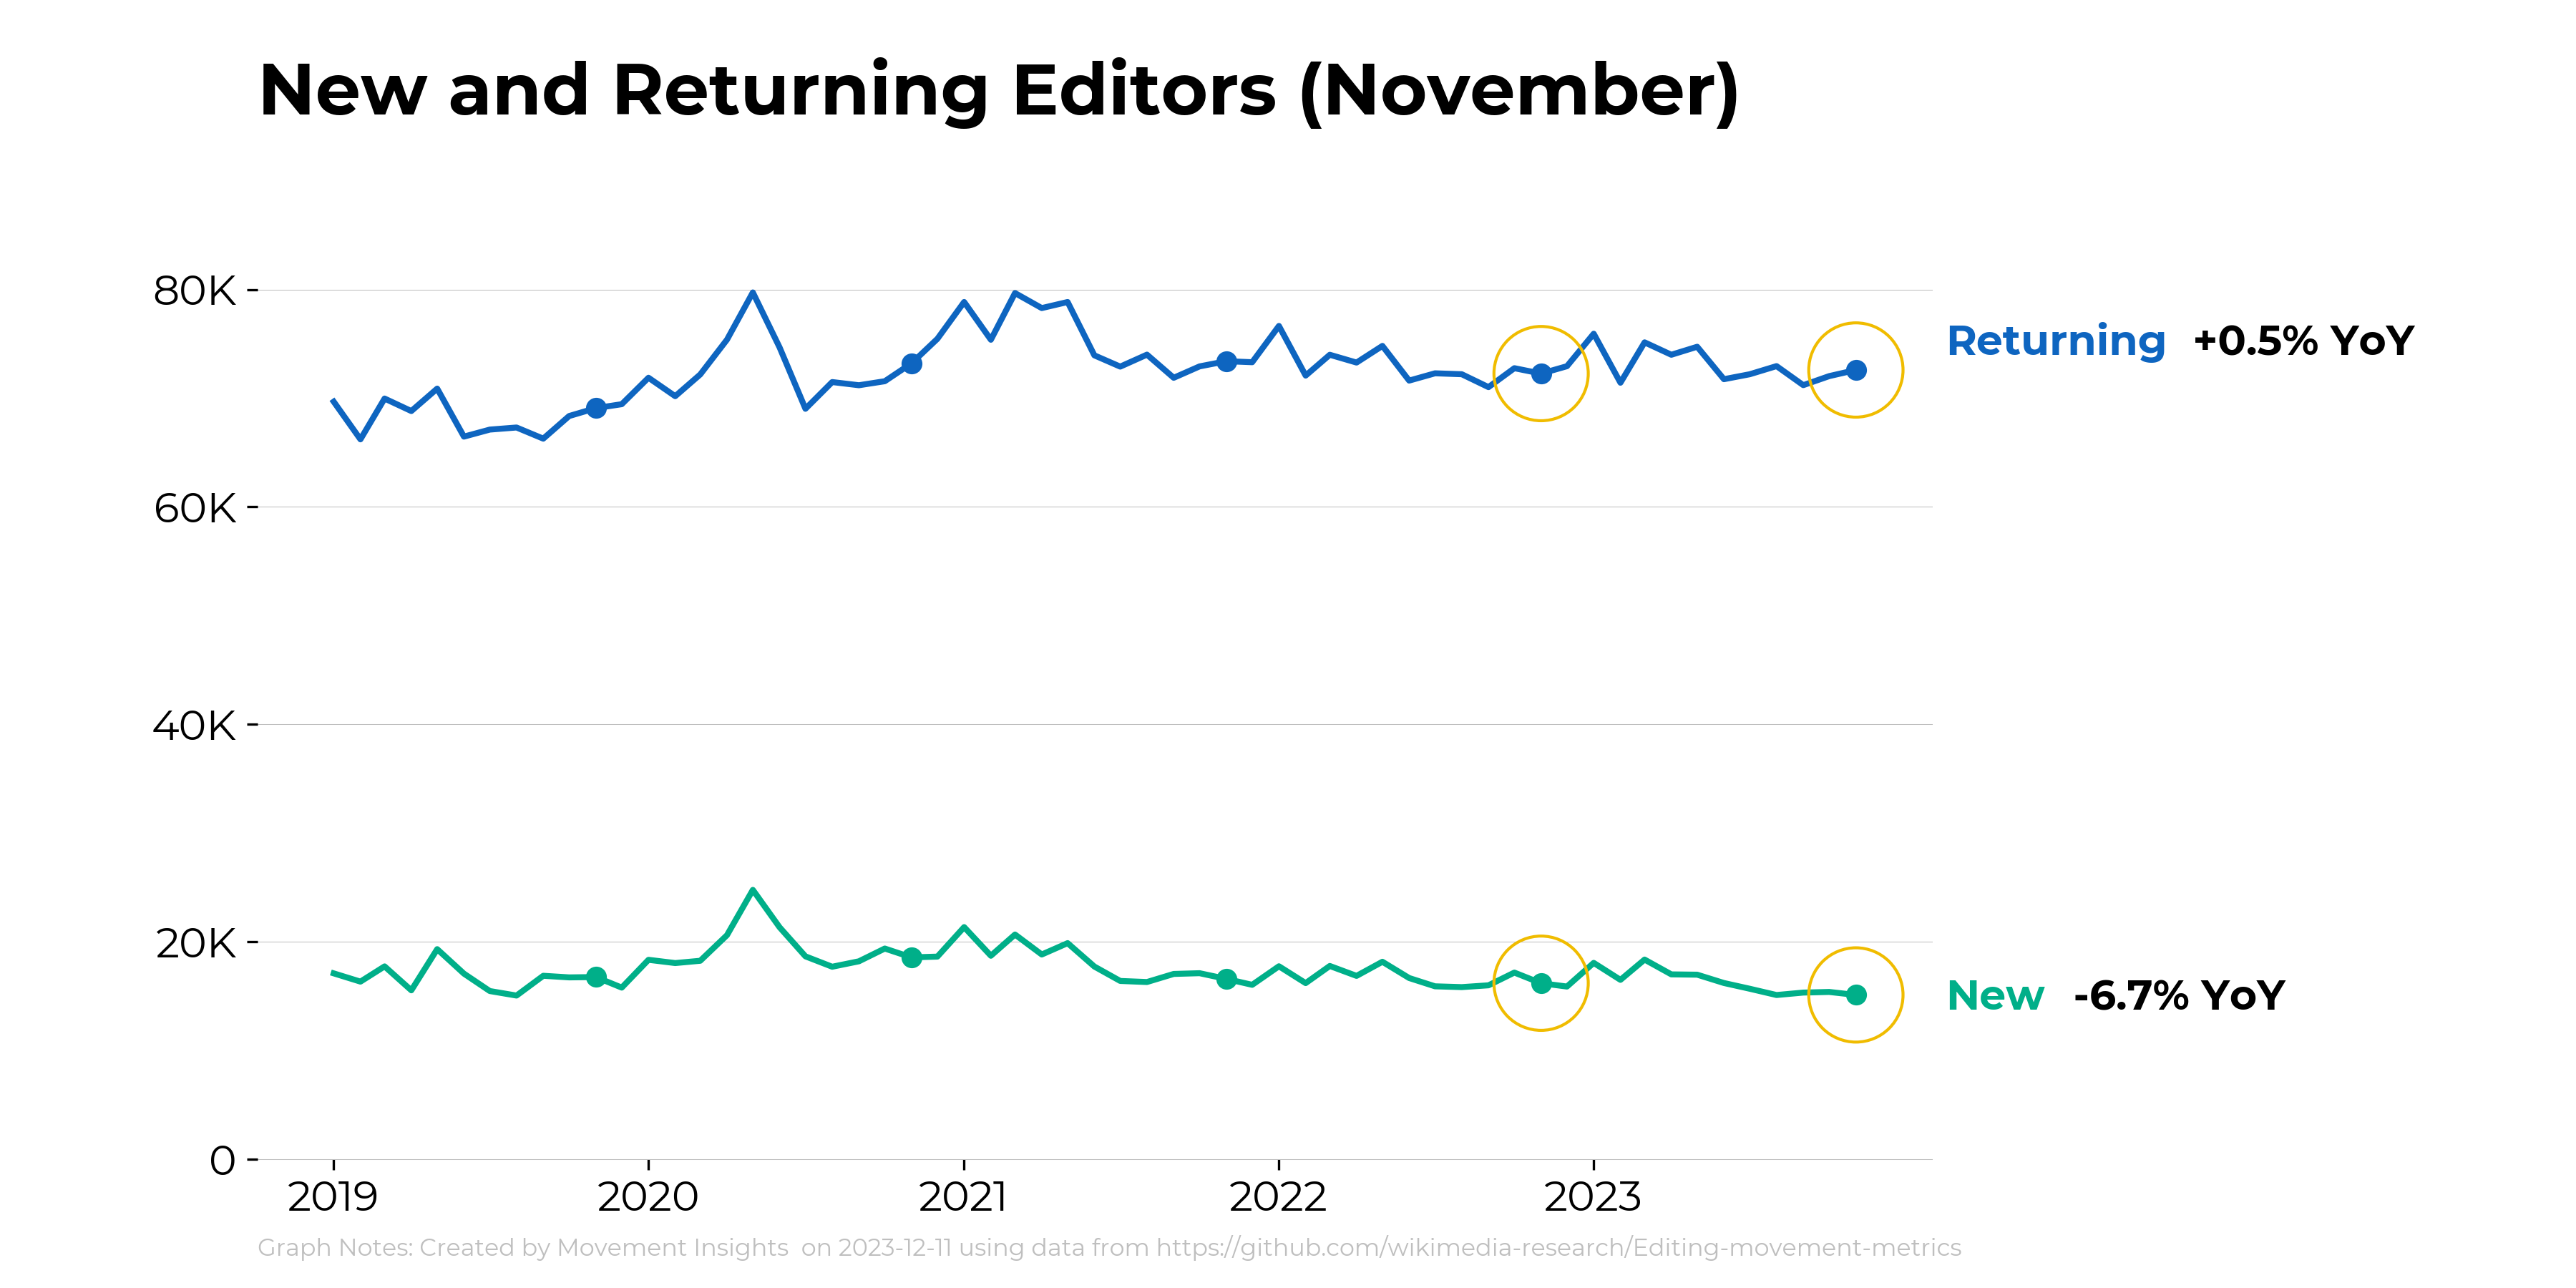 New and Returning Editors (November)
80K
60K
40K
20K
0
Returning +0.5% YoY
New -6.7% YoY
2019 2020 2021 2022 2023
Graph Notes: Created by Movement Insights  on 2023-12-11 using data from https://github.com/wikimedia-research/Editing-movement-metrics